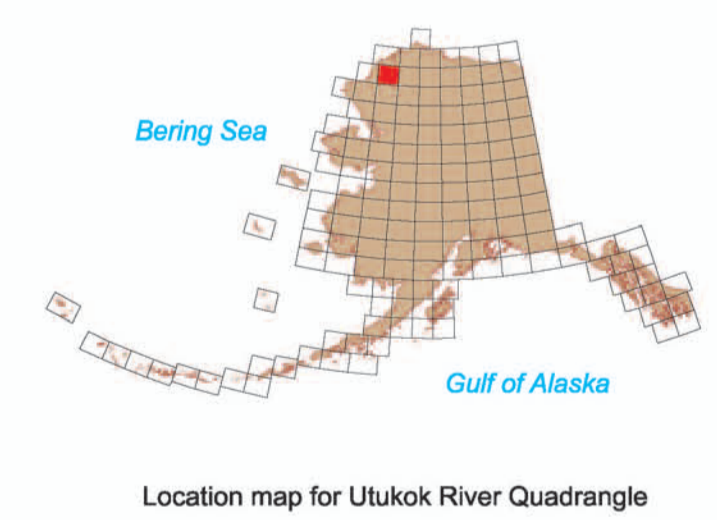 Bering Sea
Gulf of Alaska
Location map for Utukok River Quadrangle